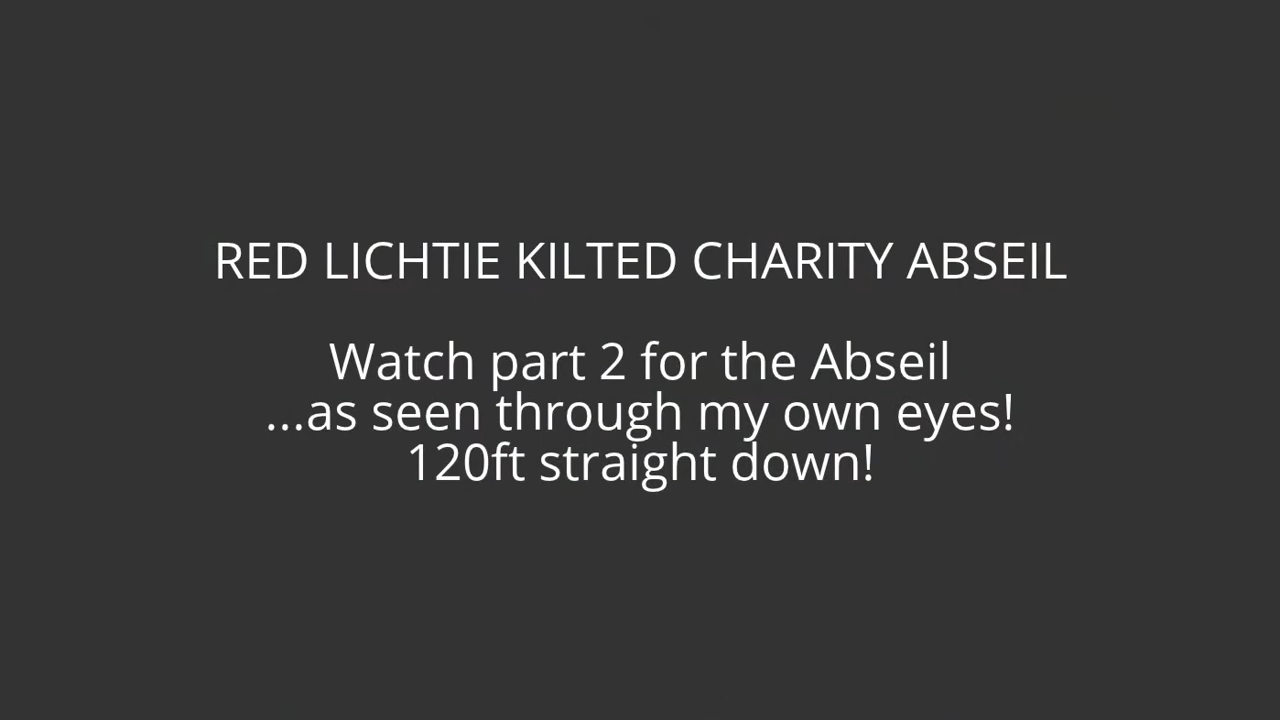 RED LICHTIE KILTED CHARITY ABSEIL
Watch part 2 for the Abseil
...as seen through my own eyes!
120ft straight down!